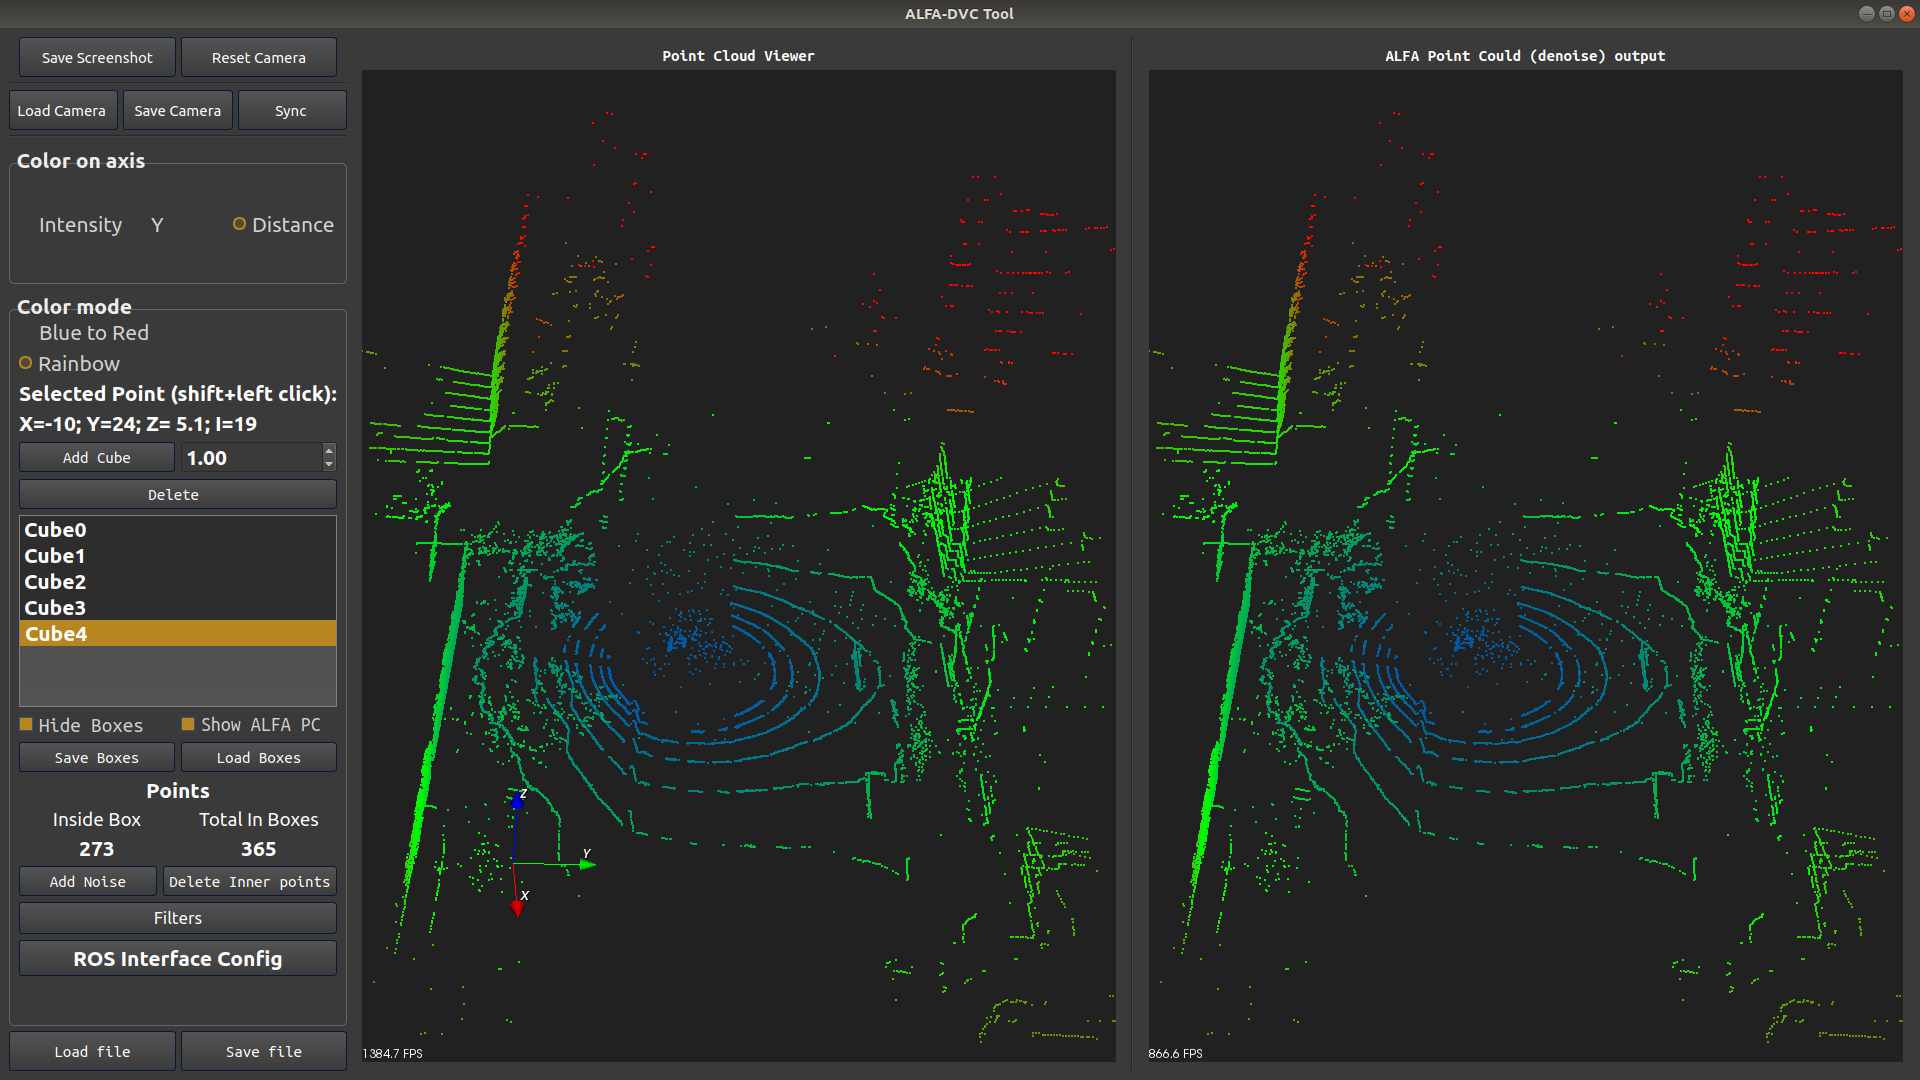 ALFA-DVC Tool
Save Screenshot
Reset Camera
Load Camera
Save Camera
Sync
Color on axis
Intensity
Y
Distance
Color mode
Blue to Red
Rainbow
Selected Point (shift+left click):
X=-10; Y=24; Z= 5.1; I=19
Add Cube
1.00
Delete
Cube0
Cube1
Cube2
Cube3
Cube4
Hide Boxes
Show ALFA PC
Save Boxes
Load Boxes
Points
Inside Box
Total In Boxes
273
365
Add Noise
Delete Inner points
Filters
ROS Interface Config
Load file
Save file
Point Cloud Viewer
Z
Y
X
1384.7 FPS
ALFA Point Could (denoise) output
866.6 FPS